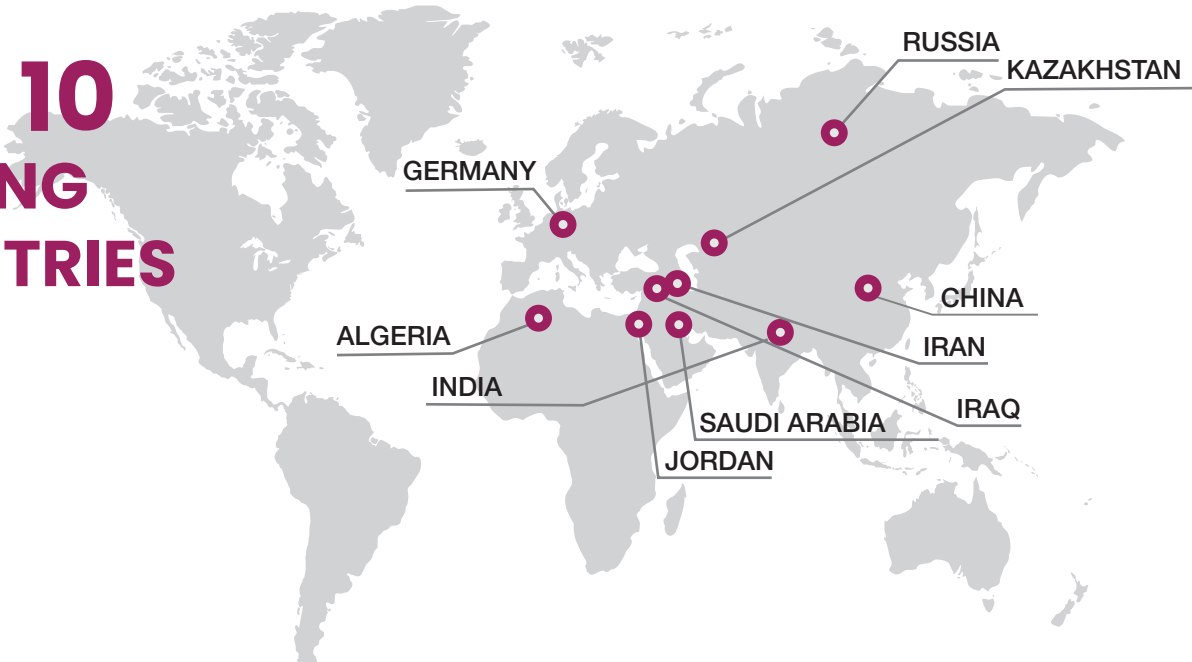 10
NG
TRIES
RUSSIA
KAZAKHSTAN
GERMANY
CHINA
ALGERIA
IRAN
INDIA
IRAQ
SAUDI ARABIA
JORDAN